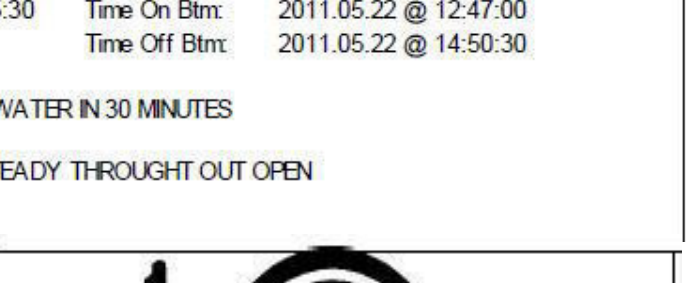 :30 Time On Btm: 2011.05.22 @ 12:47:00
Time Off Btm: 2011.05.22 @ 14:50:30
WATER IN 30 MINUTES
EADY THROUGHT OUT OPEN